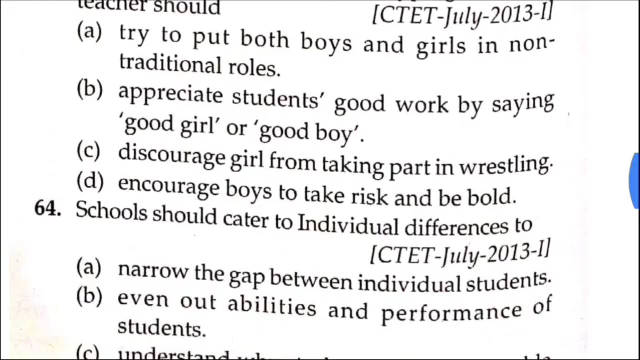 teacher should
[CTET-July-2013-I]
(a) try to put both boys and girls in non-
traditional roles.
(b) appreciate students' good work by saying
'good girl' or 'good boy'.
(c) discourage girl from taking part in wrestling.
(d) encourage boys to take risk and be bold.
64. Schools should cater to Individual differences to
[CTET-July-2013-I]
(a) narrow the gap between individual students.
(b) even out abilities and performance of
students.
(c) understand